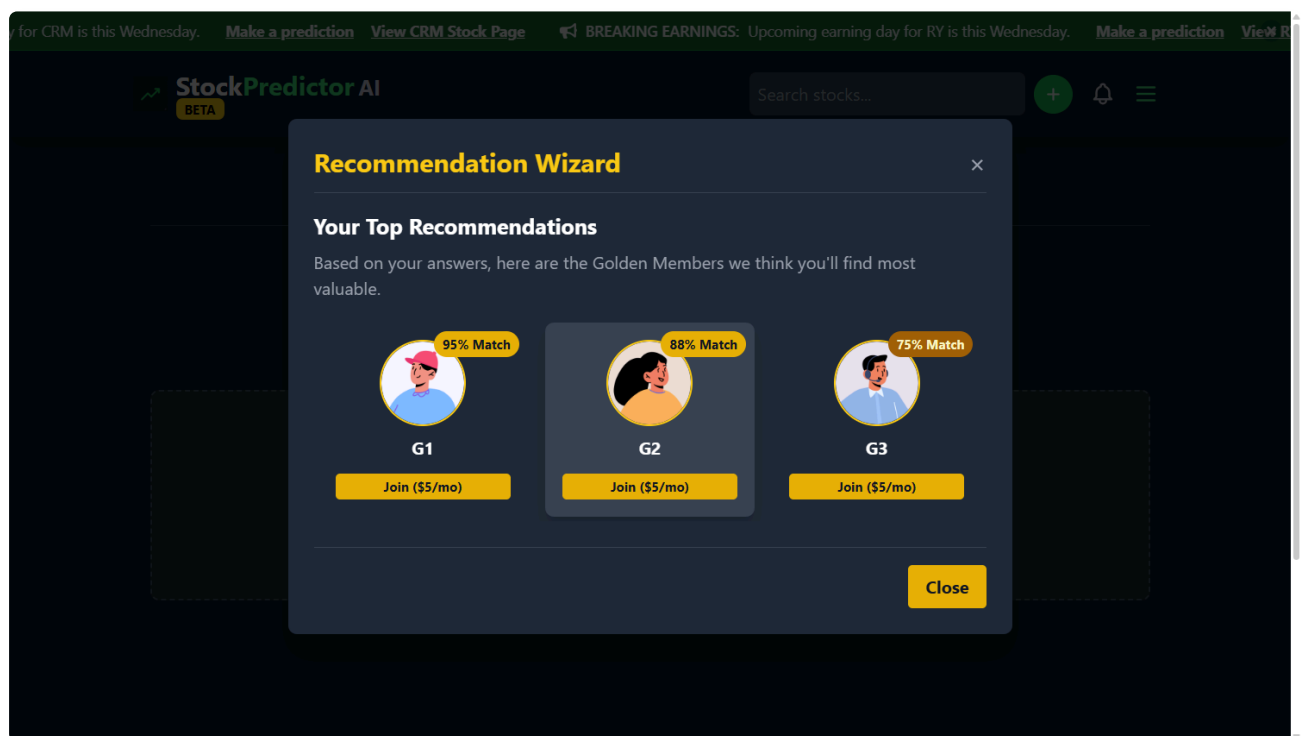 y for CRM is this Wednesday. Make a prediction View CRM Stock Page BREAKING EARNINGS: Upcoming earning day for RY is this Wednesday. Make a prediction View R
StockPredictor AI
BETA
Search stocks...
Recommendation Wizard
Your Top Recommendations
Based on your answers, here are the Golden Members we think you'll find most
valuable.
95% Match
88% Match
75% Match
G1
G2
G3
Join ($5/mo)
Join ($5/mo)
Join ($5/mo)
Close